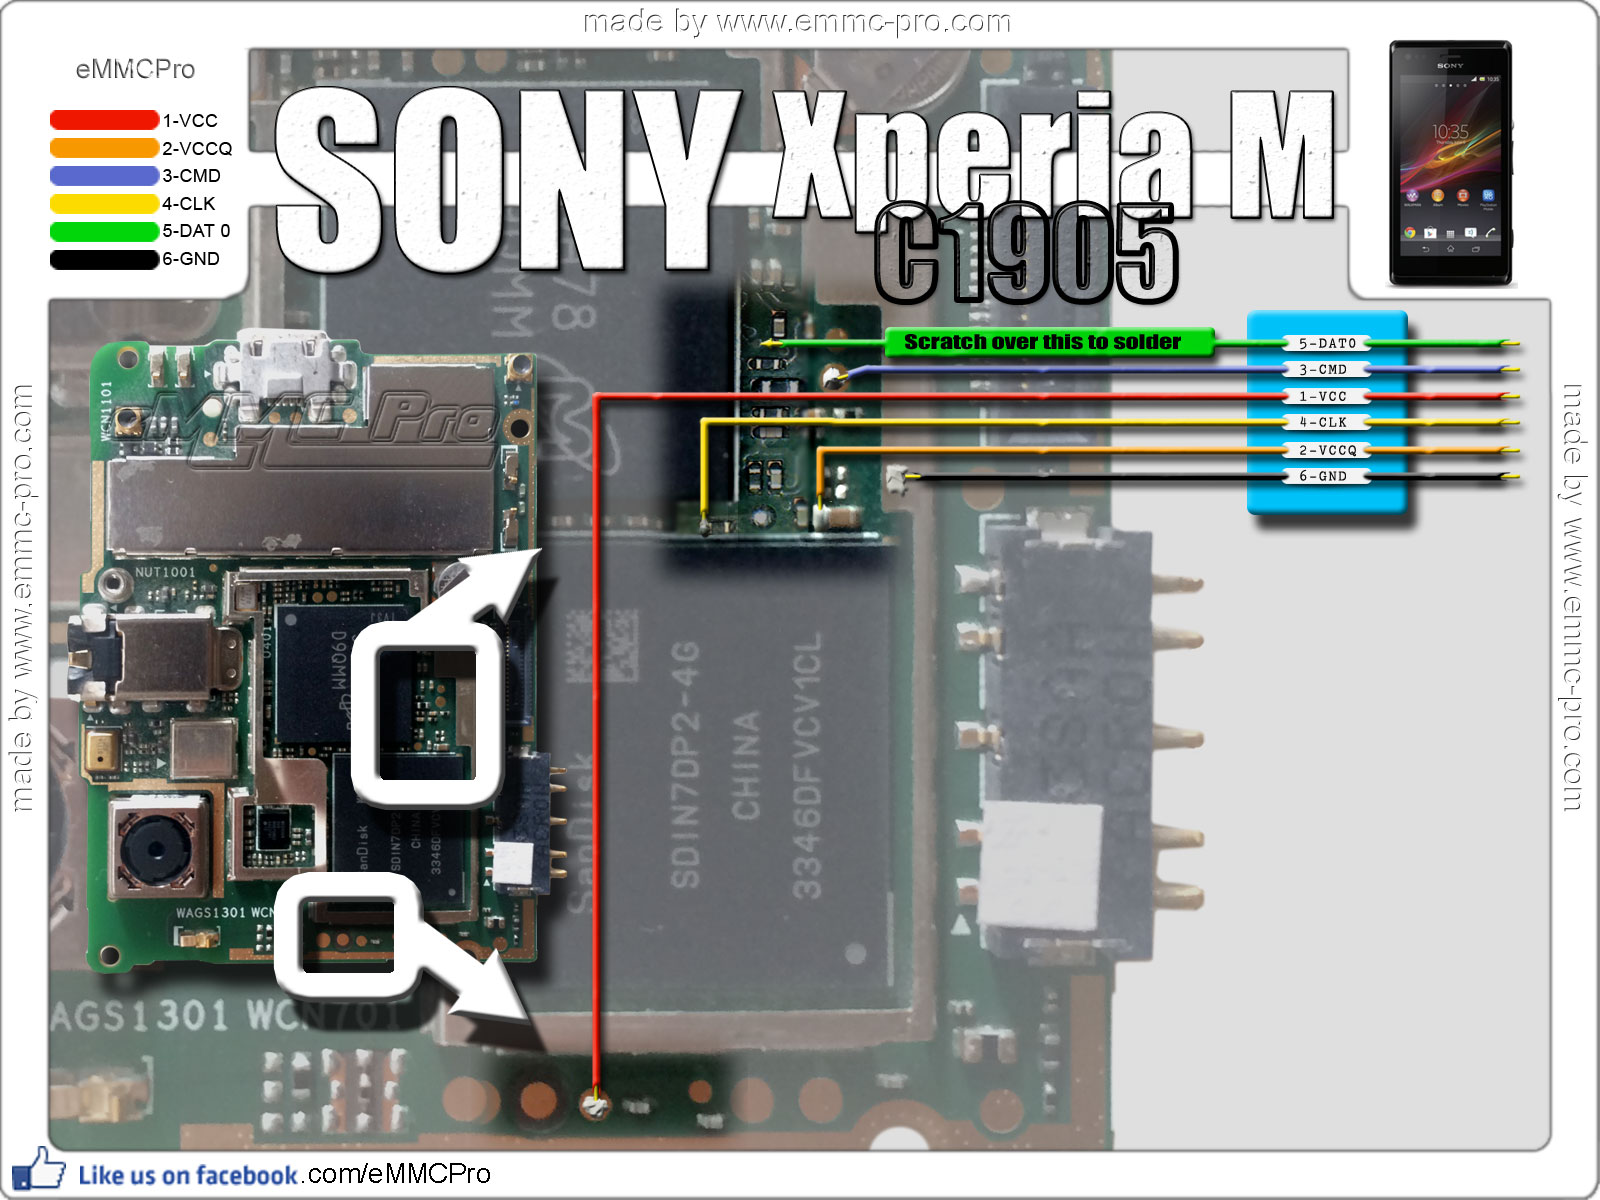 made by www.emmc-pro.com
eMMCPro
1-VCC
2-VCCQ
3-CMD
4-CLK
5-DAT 0
6-GND
SONY Xperia M
C1905
SONY
10:35
Scratch over this to solder
5-DAT0
3-CMD
1-VCC
4-CLK
2-VCCQ
6-GND
WCN1101
eMMC Pro
NUT1001
D9QMM
SanDisk
SDIN7DP2-4G
CHINA
3346DFVCV1CL
WAGS1301 WCN
AGS1301 WCN701
made by www.emmc-pro.com
made by www.emmc-pro.com
Like us on facebook.com/eMMCPro